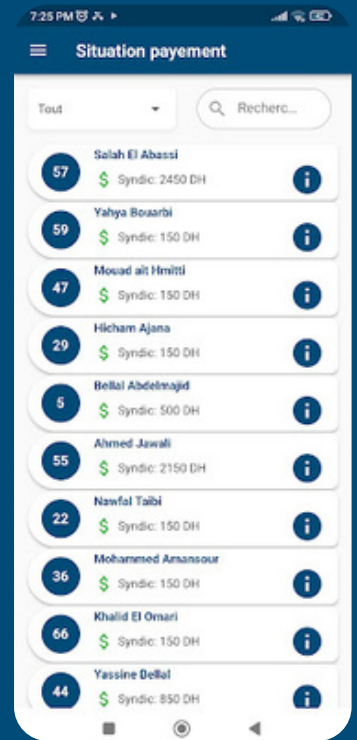 7:25 PM
Situation payement
Tout
Recherc...
57
Salah El Abassi
$ Syndic: 2450 DH
59
Yahya Bouarbi
$ Syndic: 150 DH
47
Mouad ait Hmitti
$ Syndic: 150 DH
29
Hicham Ajana
$ Syndic: 150 DH
5
Bellal Abdelmajid
$ Syndic: 500 DH
55
Ahmed Jawali
$ Syndic: 2150 DH
22
Nawfal Taibi
$ Syndic: 150 DH
36
Mohammed Amansour
$ Syndic: 150 DH
66
Khalid El Omari
$ Syndic: 150 DH
44
Yassine Bellal
$ Syndic: 850 DH